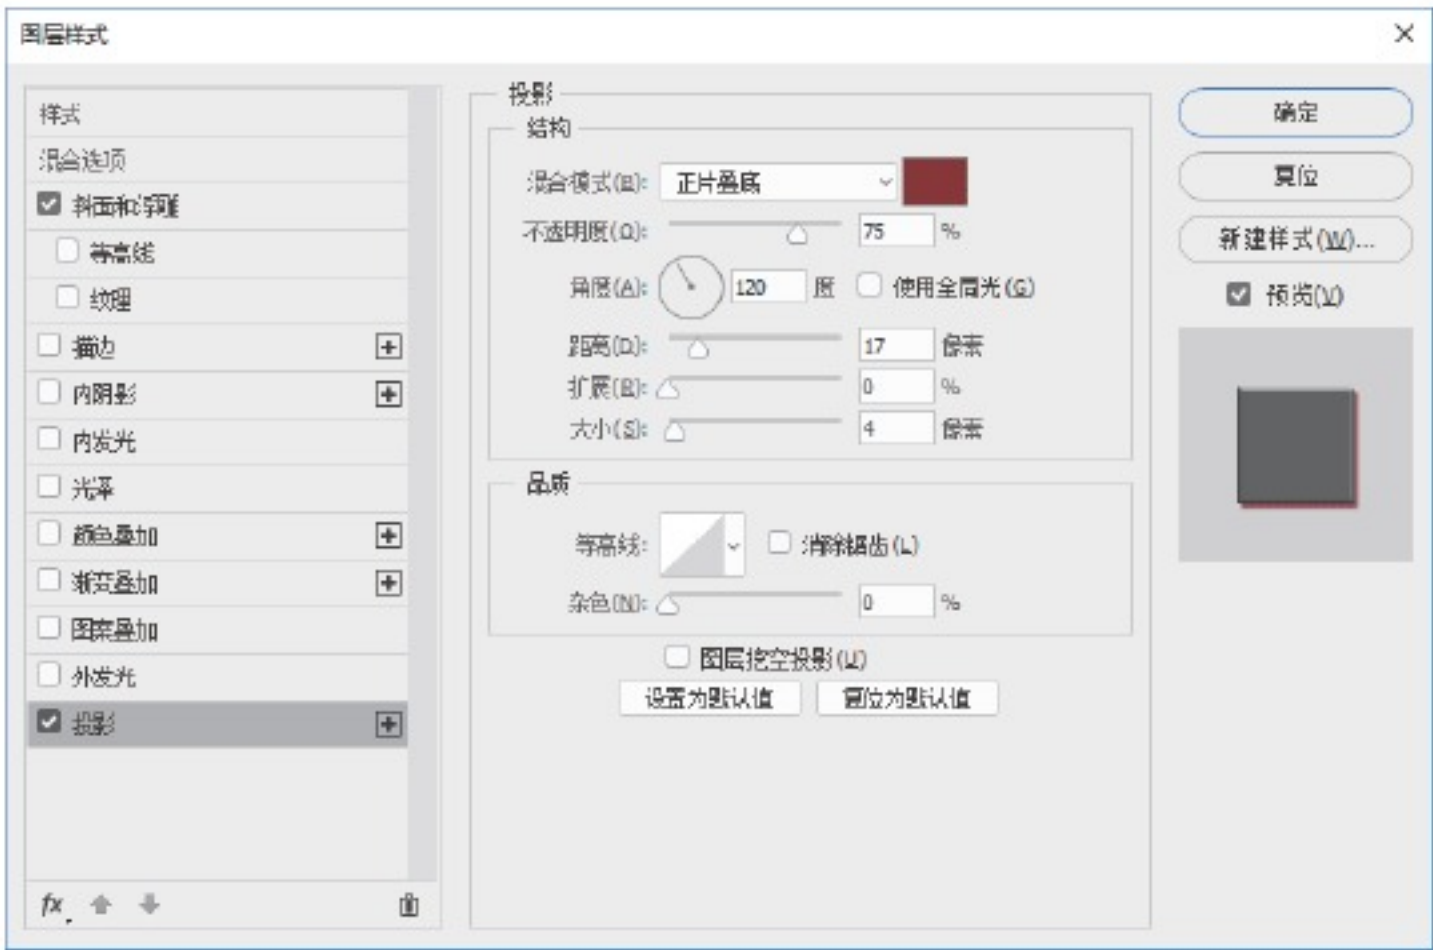 图层样式
样式
混合选项
斜面和浮雕
等高线
纹理
描边
内阴影
内发光
光泽
颜色叠加
渐变叠加
图案叠加
外发光
投影
fx
投影
结构
混合模式(B): 正片叠底
不透明度(O): 75 %
角度(A): 120 度 使用全局光(G)
距离(D): 17 像素
扩展(R): 0 %
大小(S): 4 像素
品质
等高线: 消除锯齿(L)
杂色(N): 0 %
图层挖空投影(U)
设置为默认值 复位为默认值
确定
复位
新建样式(W)...
预览(V)